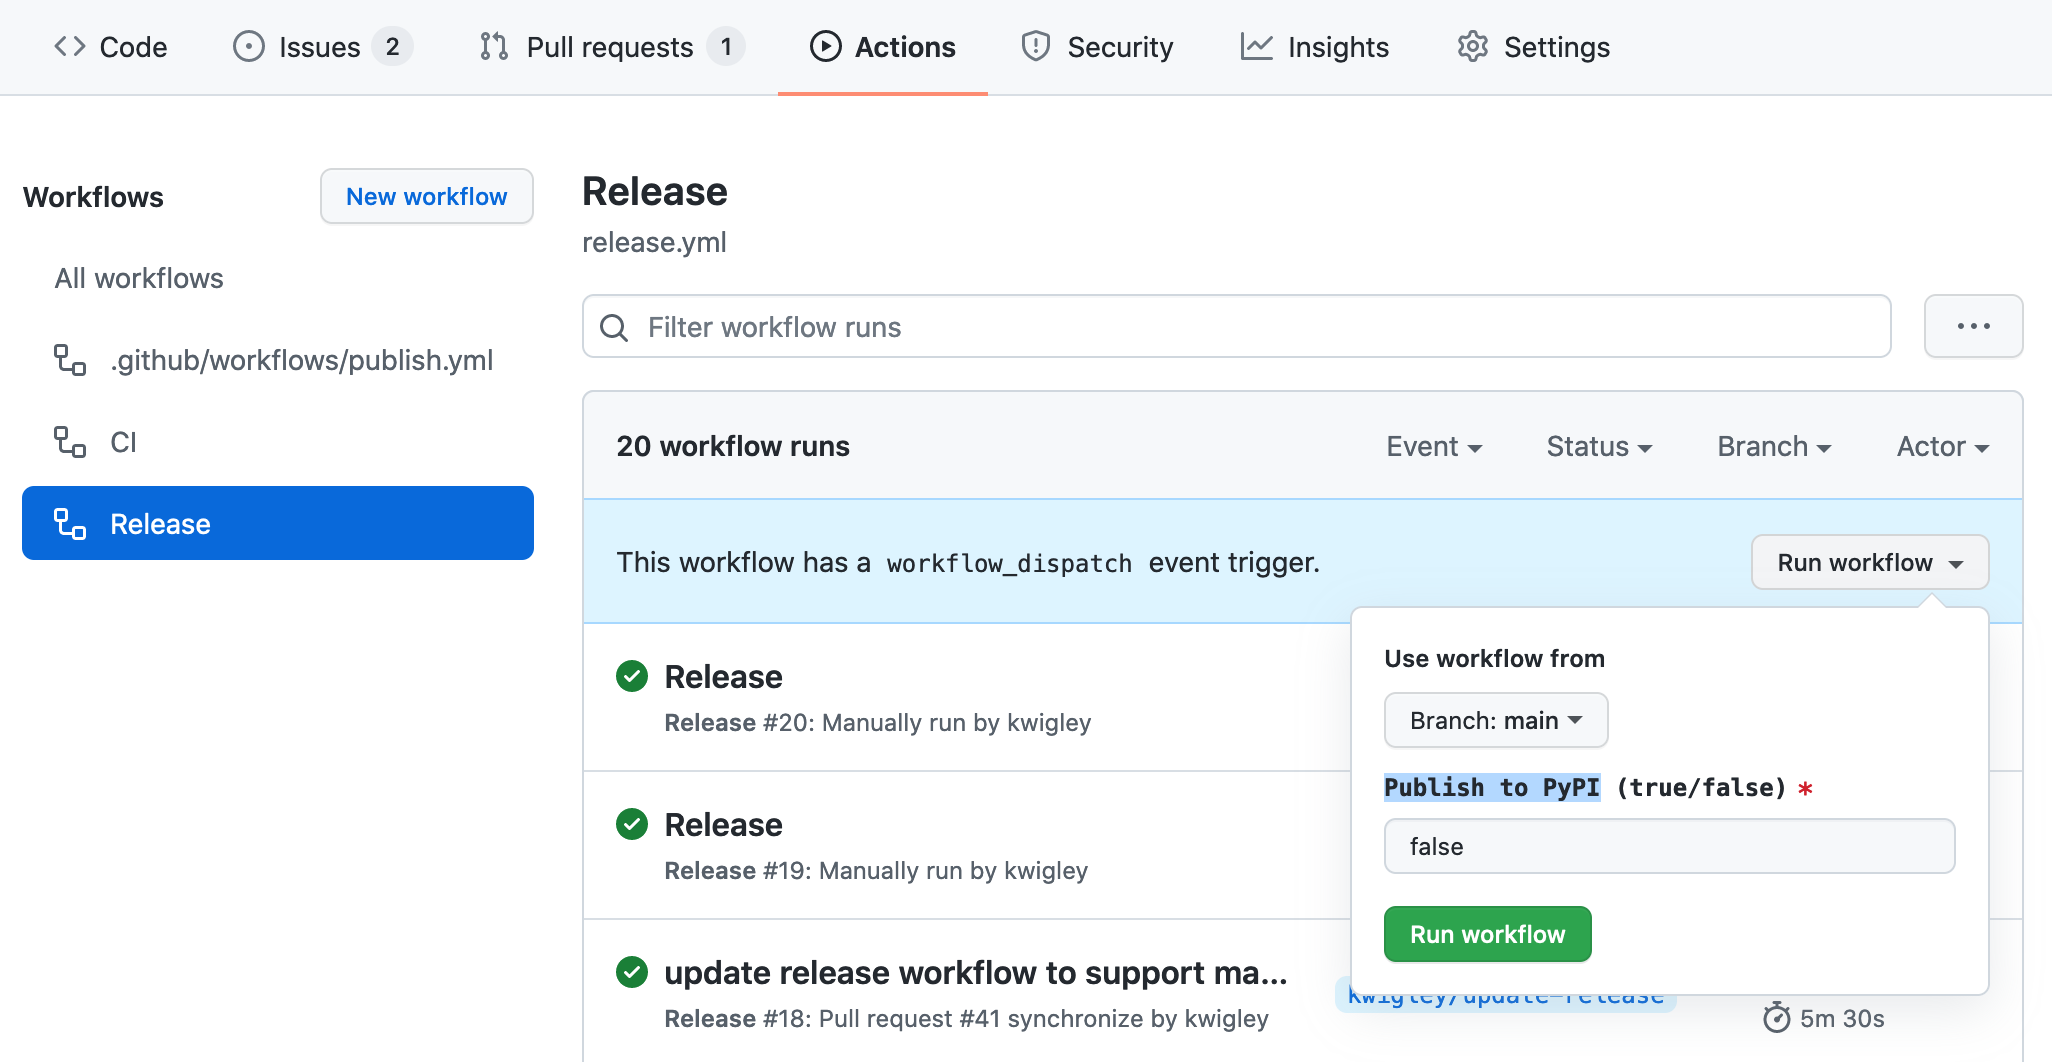 Code Issues 2 Pull requests 1 Actions Security Insights Settings
Workflows
New workflow
All workflows
.github/workflows/publish.yml
CI
Release
Release
release.yml
Filter workflow runs
20 workflow runs
Event Status Branch Actor
This workflow has a workflow_dispatch event trigger.
Run workflow
Use workflow from
Branch: main
Publish to PyPI (true/false) *
false
Run workflow
Release
Release #20: Manually run by kwigley
Release
Release #19: Manually run by kwigley
update release workflow to support ma...
Release #18: Pull request #41 synchronize by kwigley
kwigley/update-release
5m 30s